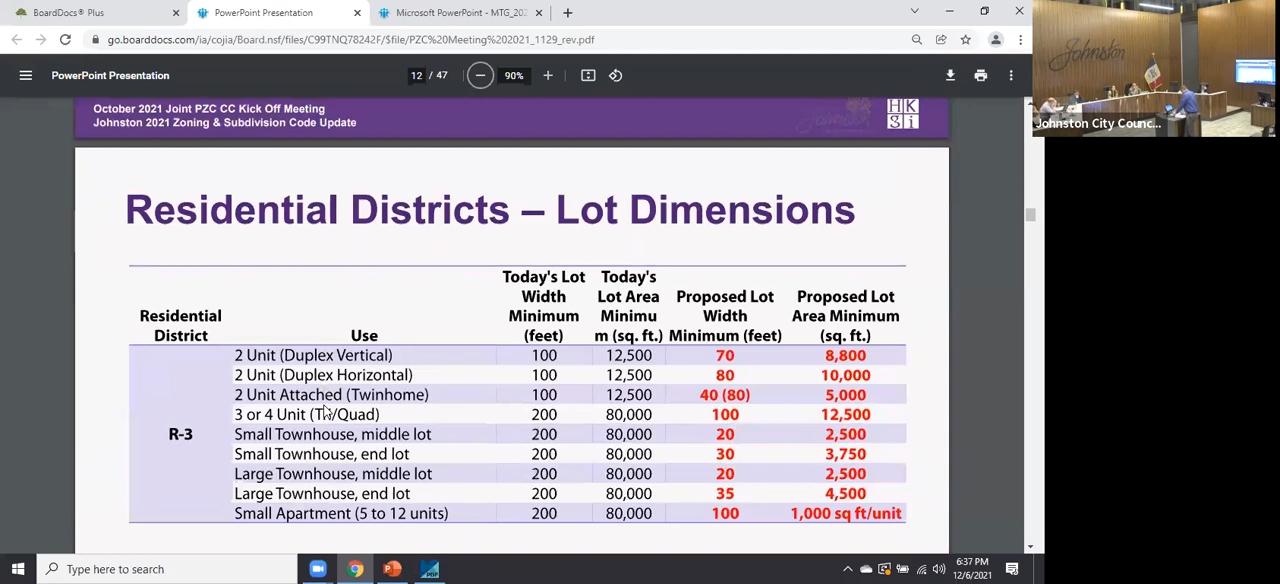 BoardDocs® Plus
PowerPoint Presentation
Microsoft PowerPoint - MTG_202
go.boarddocs.com/ia/cojia/Board.nsf/files/C99TNQ78242F/$file/PZC%20Meeting%202021_1129_rev.pdf
PowerPoint Presentation
12 / 47
90%
October 2021 Joint PZC CC Kick Off Meeting
Johnston 2021 Zoning & Subdivision Code Update
HK
Johnston
Johnston City Counc...
Residential Districts – Lot Dimensions
Residential District Use Today's Lot Width Minimum (feet) Today's Lot Area Minimu m (sq. ft.) Proposed Lot Width Minimum (feet) Proposed Lot Area Minimum (sq. ft.)
R-3
2 Unit (Duplex Vertical) 100 12,500 70 8,800
2 Unit (Duplex Horizontal) 100 12,500 80 10,000
2 Unit Attached (Twinhome) 100 12,500 40 (80) 5,000
3 or 4 Unit (Tri/Quad) 200 80,000 100 12,500
Small Townhouse, middle lot 200 80,000 20 2,500
Small Townhouse, end lot 200 80,000 30 3,750
Large Townhouse, middle lot 200 80,000 20 2,500
Large Townhouse, end lot 200 80,000 35 4,500
Small Apartment (5 to 12 units) 200 80,000 100 1,000 sq ft/unit
Type here to search
6:37 PM
12/6/2021